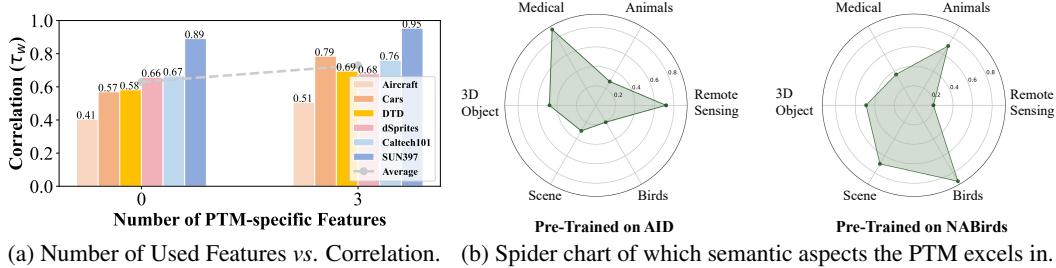 Correlation (τw)
1.0
0.8
0.6
0.4
0.2
0.0
0.41
0.57
0.58
0.66
0.67
0.89
0.51
0.79
0.69
0.68
0.76
0.95
Aircraft
Cars
DTD
dSprites
Caltech101
SUN397
Average
0 3
Number of PTM-specific Features
(a) Number of Used Features vs. Correlation.
Medical Animals
0.8
0.6
0.4
0.2
3D
Object
Remote
Sensing
Scene Birds
Pre-Trained on AID
Medical Animals
0.8
0.6
0.4
0.2
3D
Object
Remote
Sensing
Scene Birds
Pre-Trained on NABirds
(b) Spider chart of which semantic aspects the PTM excels in.